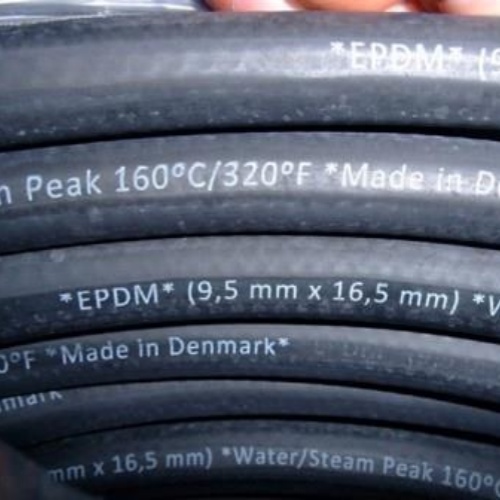 *EPDM* (9
m Peak 160°C/320°F *Made in D
*EPDM* (9,5 mm x 16,5 mm) *W
0°F *Made in Denmark*
nmark
mm x 16,5 mm) *Water/Steam Peak 160°C